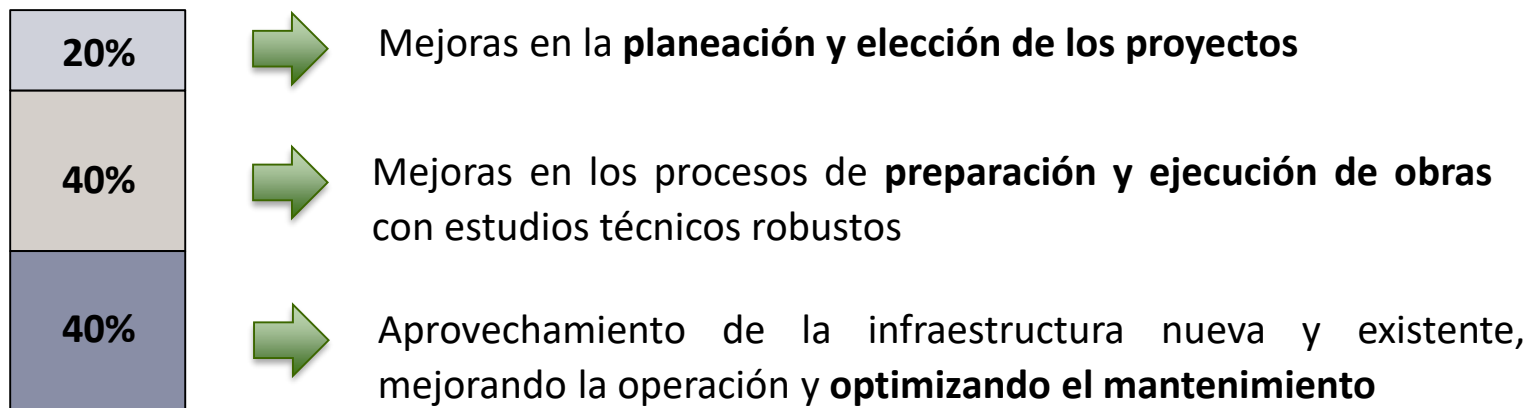 20%
Mejoras en la planeación y elección de los proyectos
40%
Mejoras en los procesos de preparación y ejecución de obras
con estudios técnicos robustos
40%
Aprovechamiento de la infraestructura nueva y existente,
mejorando la operación y optimizando el mantenimiento